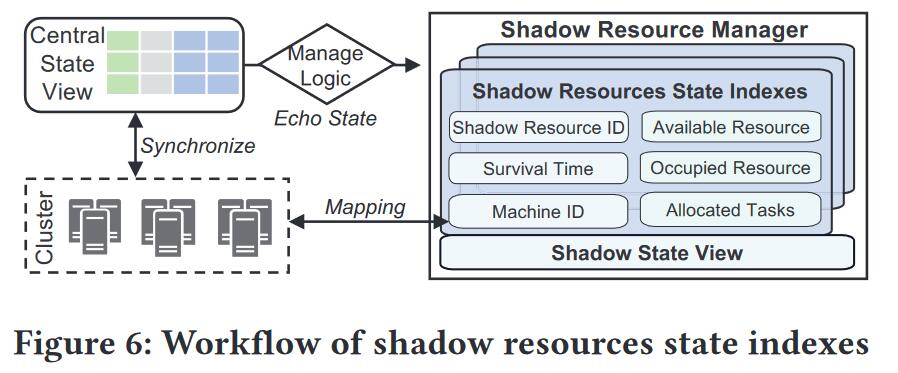 Central
State
View
Manage
Logic
Echo State
Synchronize
Cluster
Mapping
Shadow Resource Manager
Shadow Resources State Indexes
Shadow Resource ID
Available Resource
Survival Time
Occupied Resource
Machine ID
Allocated Tasks
Shadow State View
Figure 6: Workflow of shadow resources state indexes